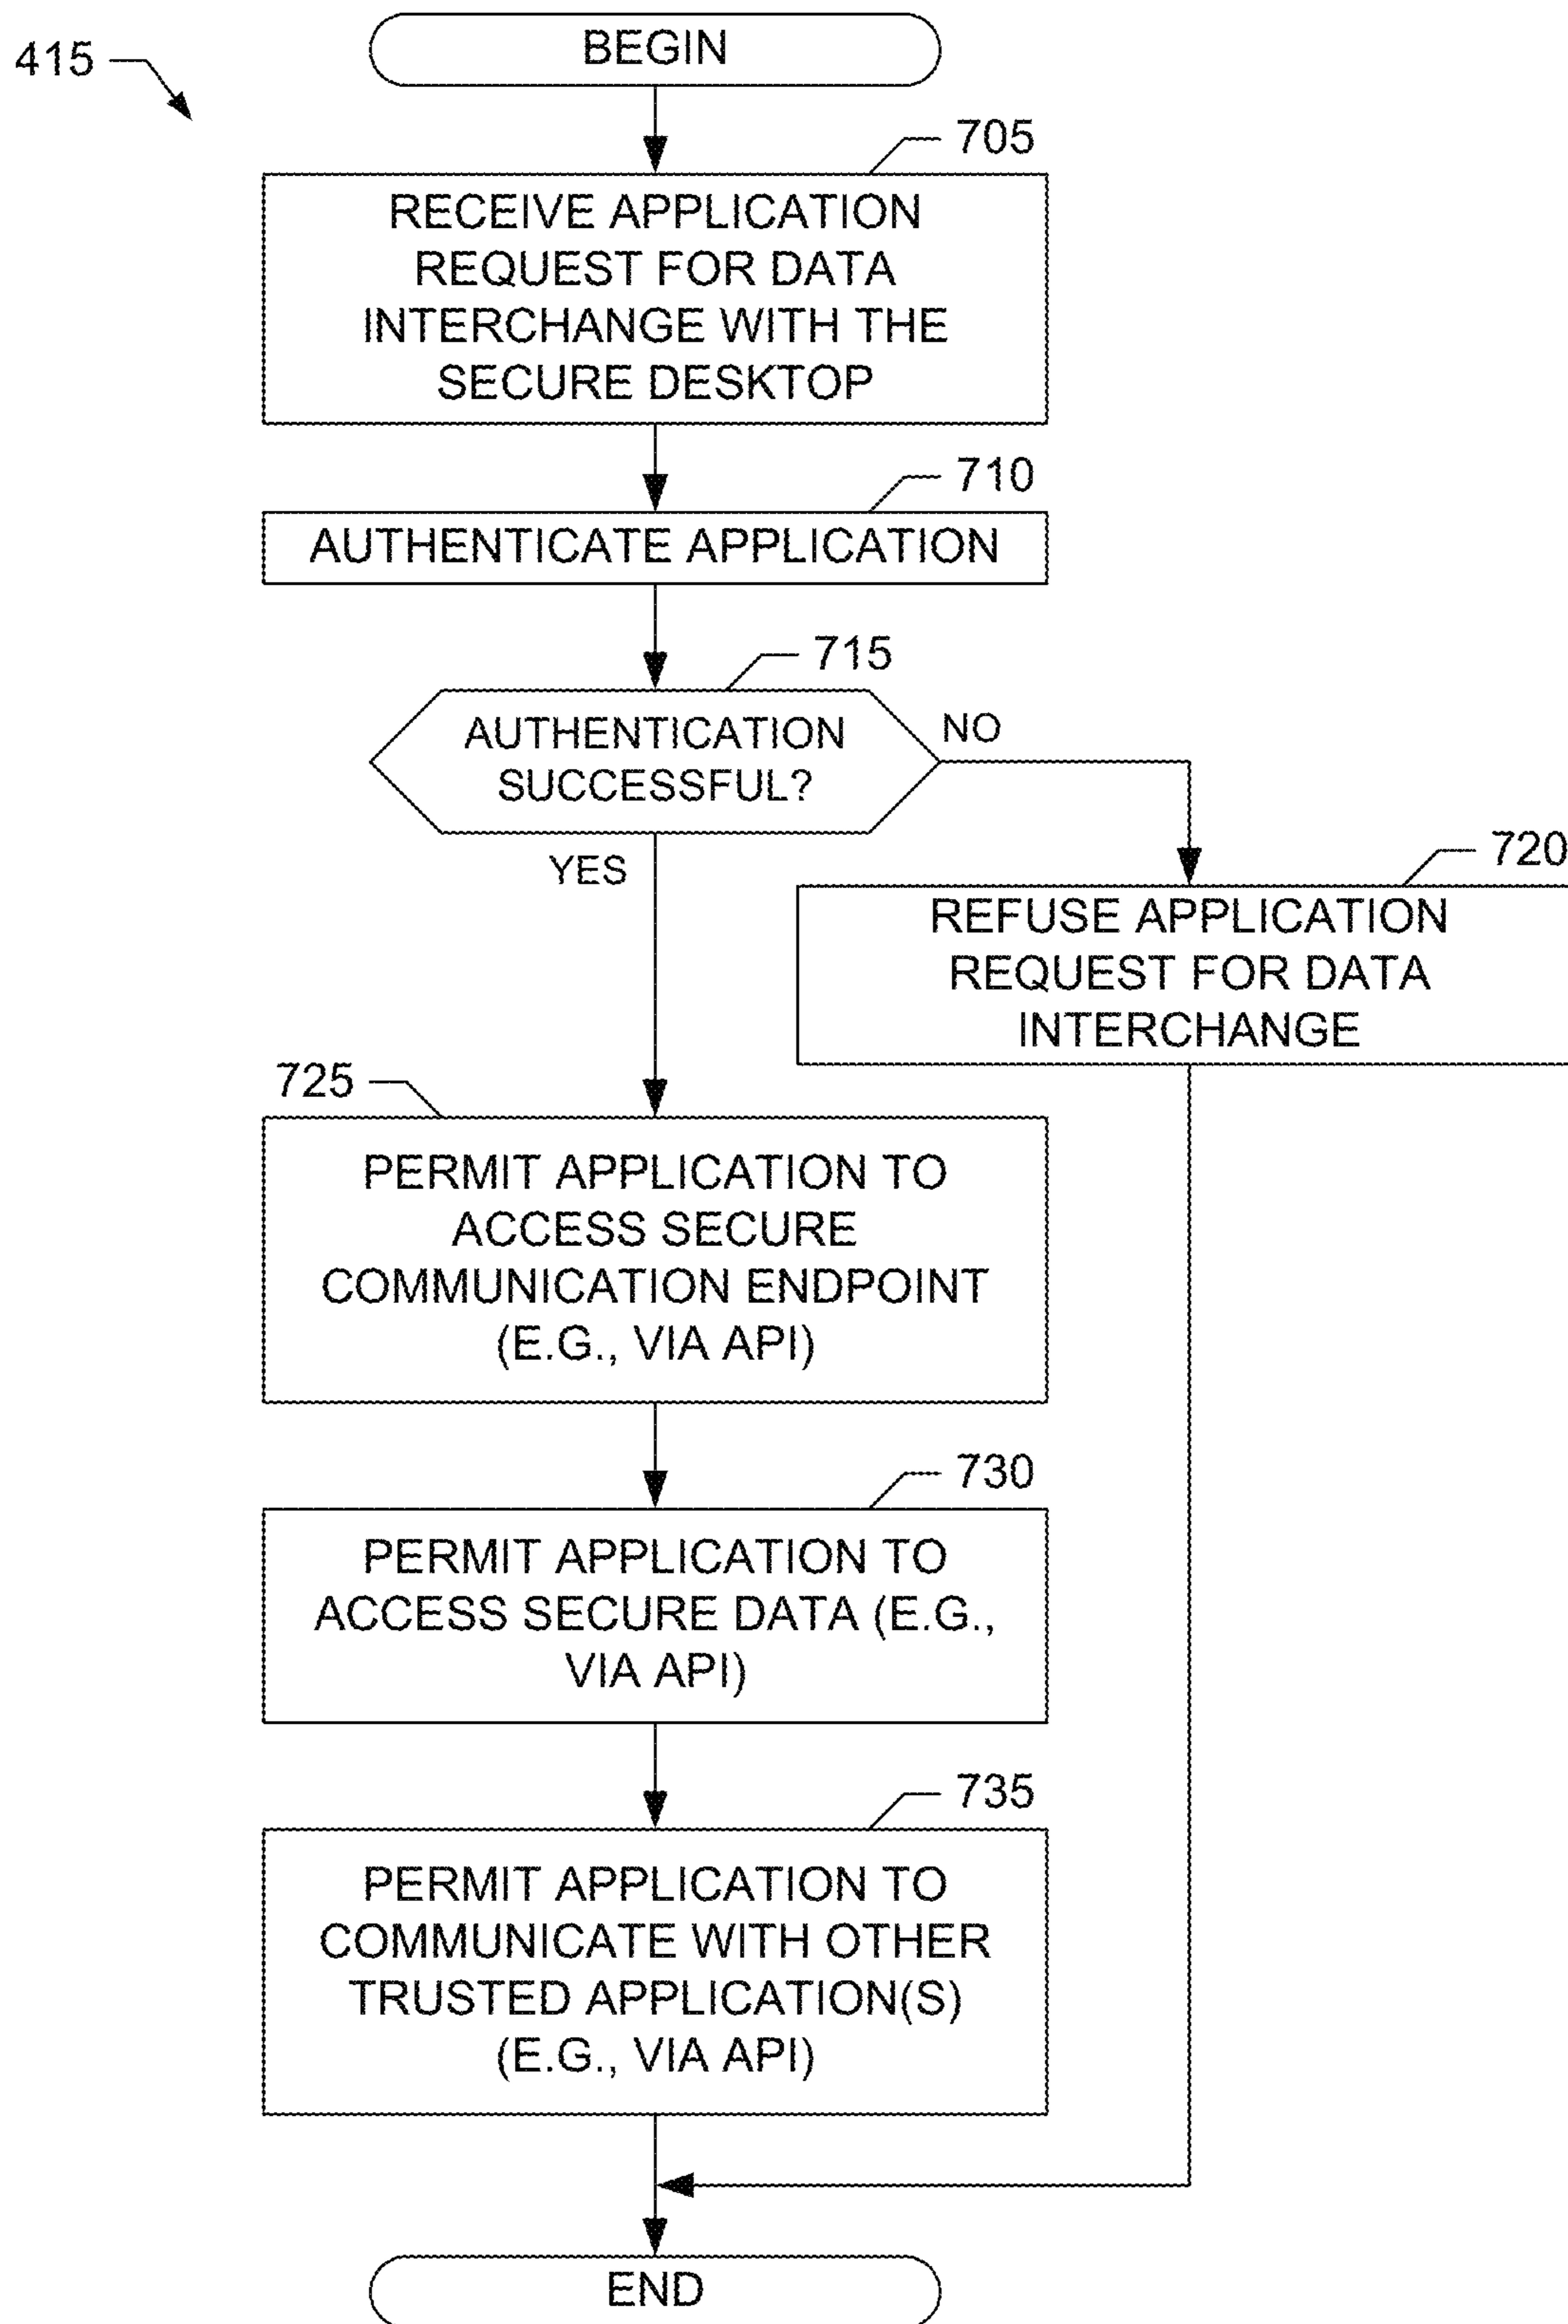 415
BEGIN
705
RECEIVE APPLICATION
REQUEST FOR DATA
INTERCHANGE WITH THE
SECURE DESKTOP
710
AUTHENTICATE APPLICATION
715
AUTHENTICATION
SUCCESSFUL?
NO
YES
720
REFUSE APPLICATION
REQUEST FOR DATA
INTERCHANGE
725
PERMIT APPLICATION TO
ACCESS SECURE
COMMUNICATION ENDPOINT
(E.G., VIA API)
730
PERMIT APPLICATION TO
ACCESS SECURE DATA (E.G.,
VIA API)
735
PERMIT APPLICATION TO
COMMUNICATE WITH OTHER
TRUSTED APPLICATION(S)
(E.G., VIA API)
END